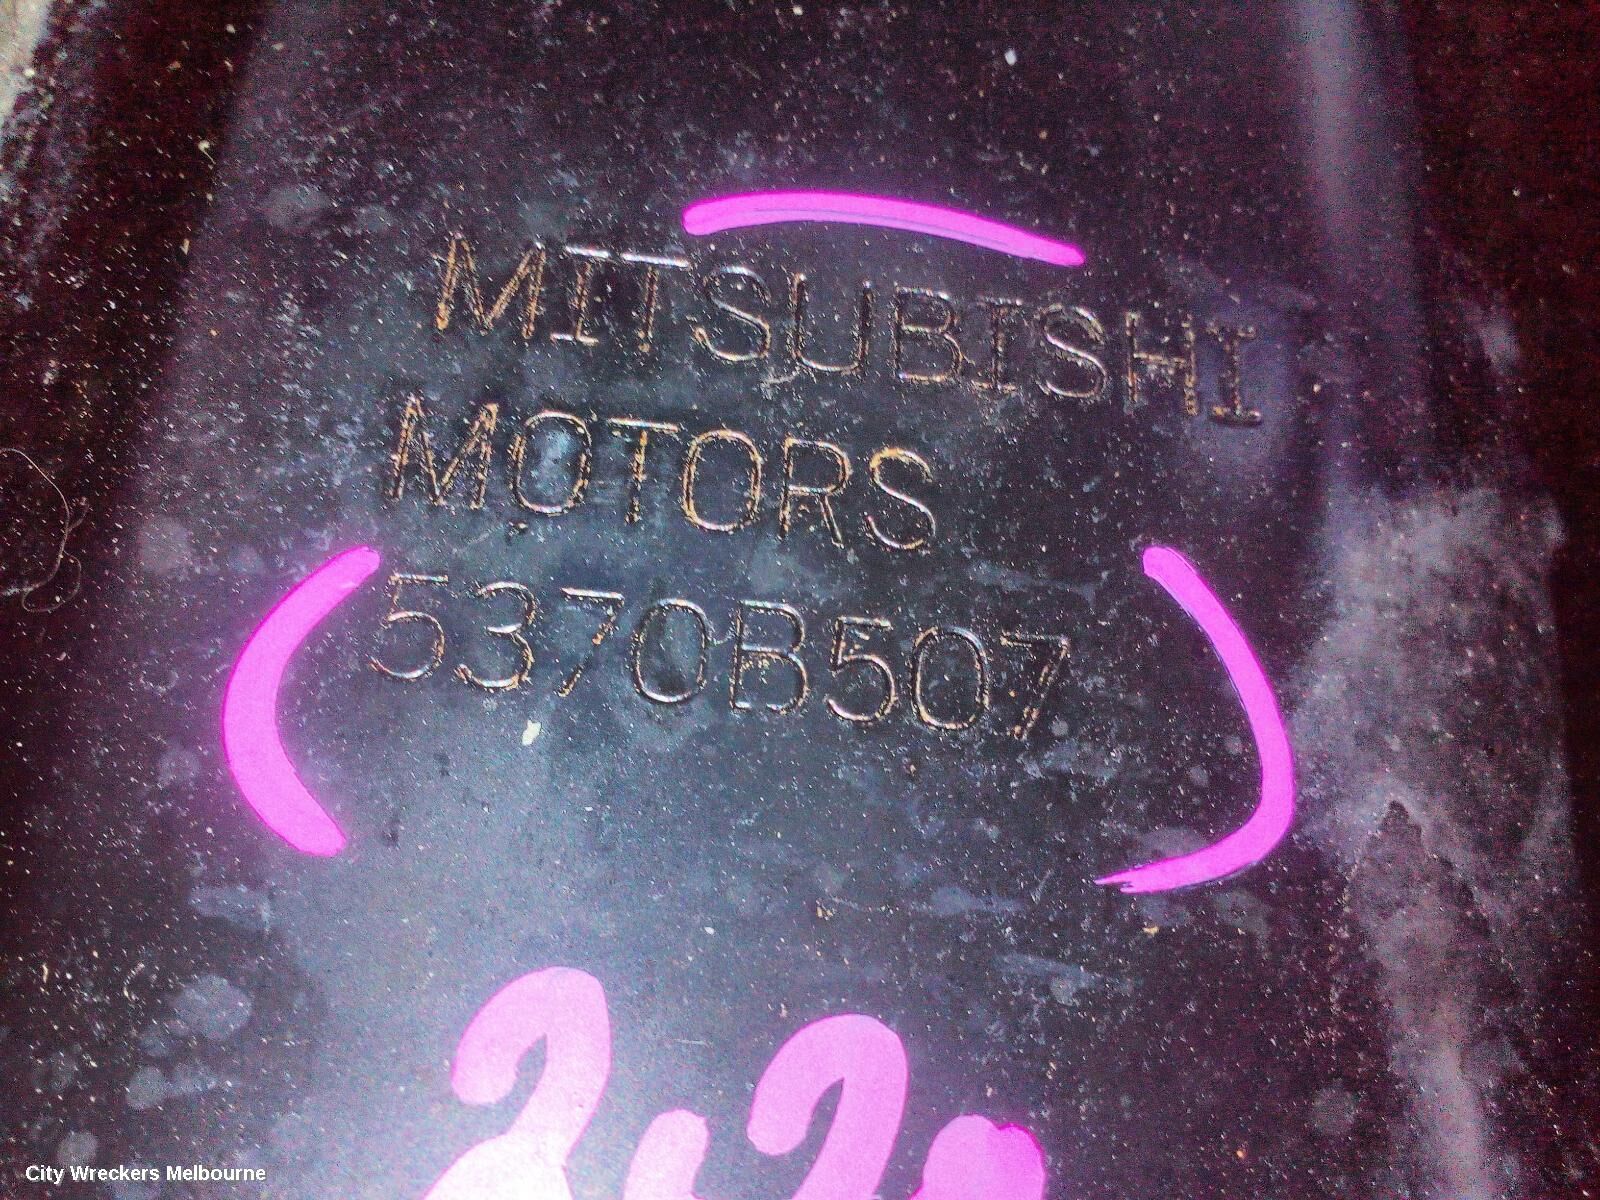 MITSUBISHI
MOTORS
5370B507
City Wreckers Melbourne